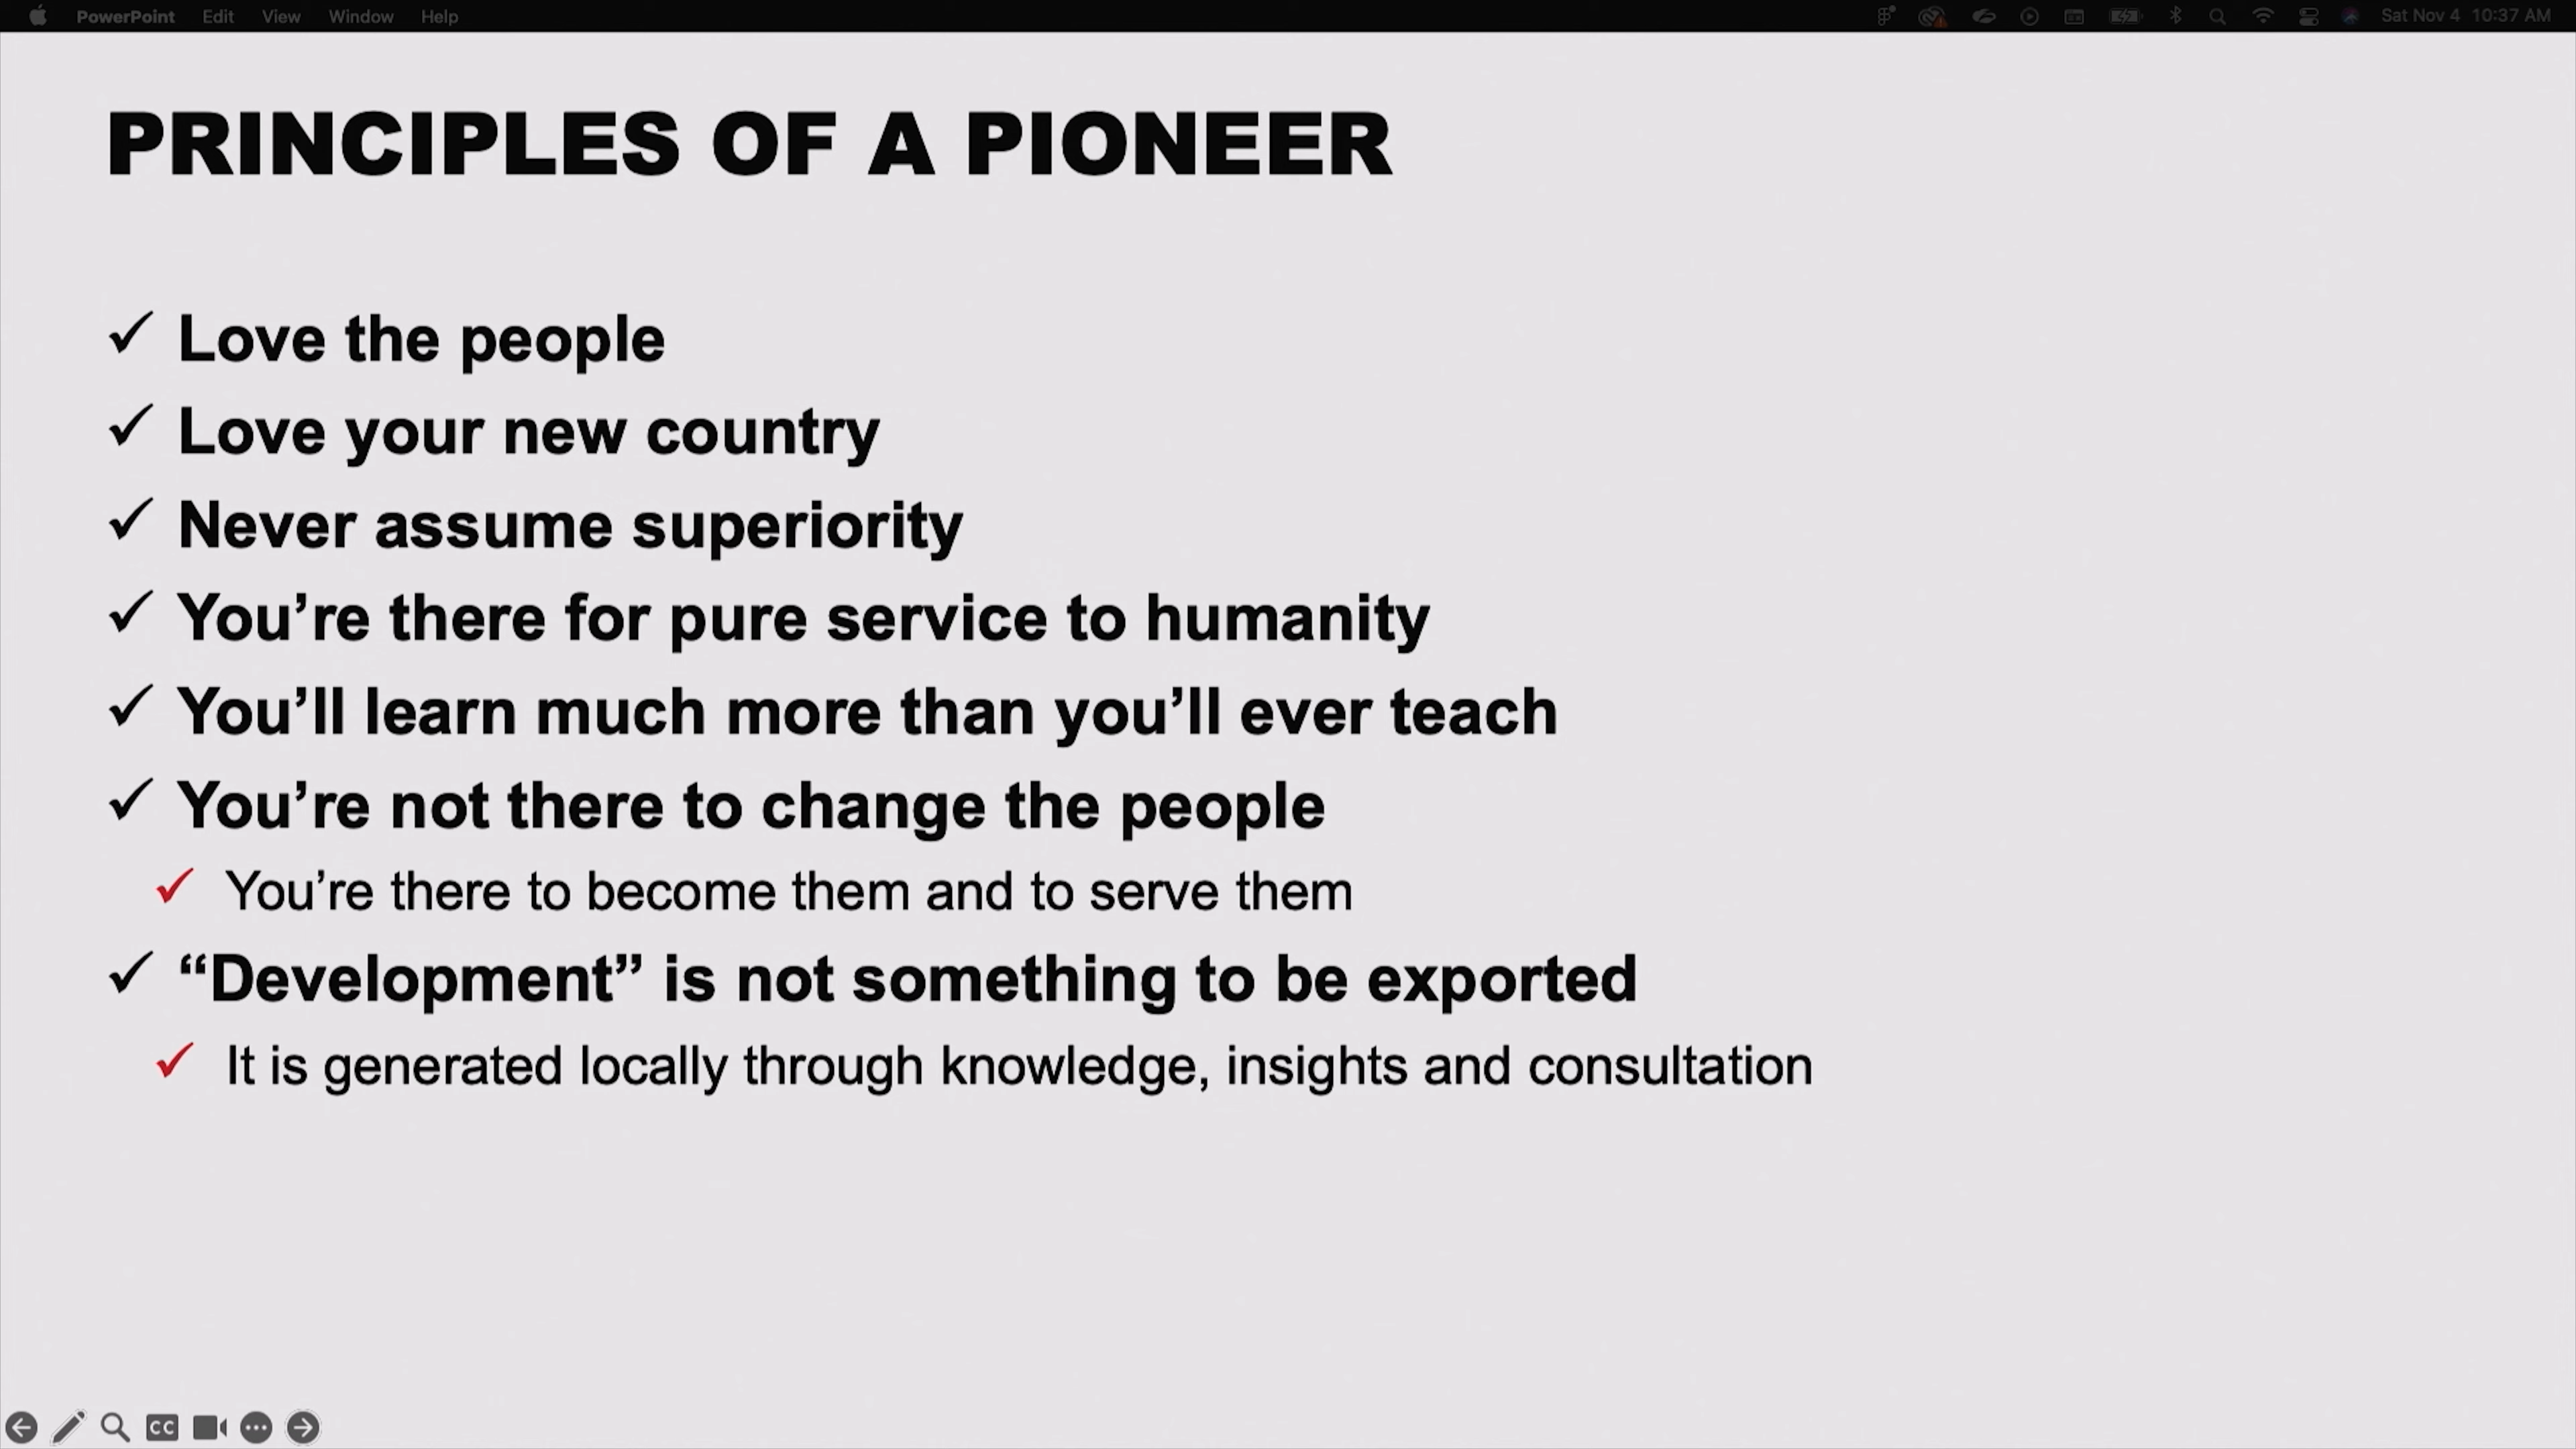 PowerPoint Edit View Window Help Sat Nov 4 10:37 AM
PRINCIPLES OF A PIONEER
✓ Love the people
✓ Love your new country
✓ Never assume superiority
✓ You’re there for pure service to humanity
✓ You’ll learn much more than you’ll ever teach
✓ You’re not there to change the people
✓ You’re there to become them and to serve them
✓ “Development” is not something to be exported
✓ It is generated locally through knowledge, insights and consultation
CC